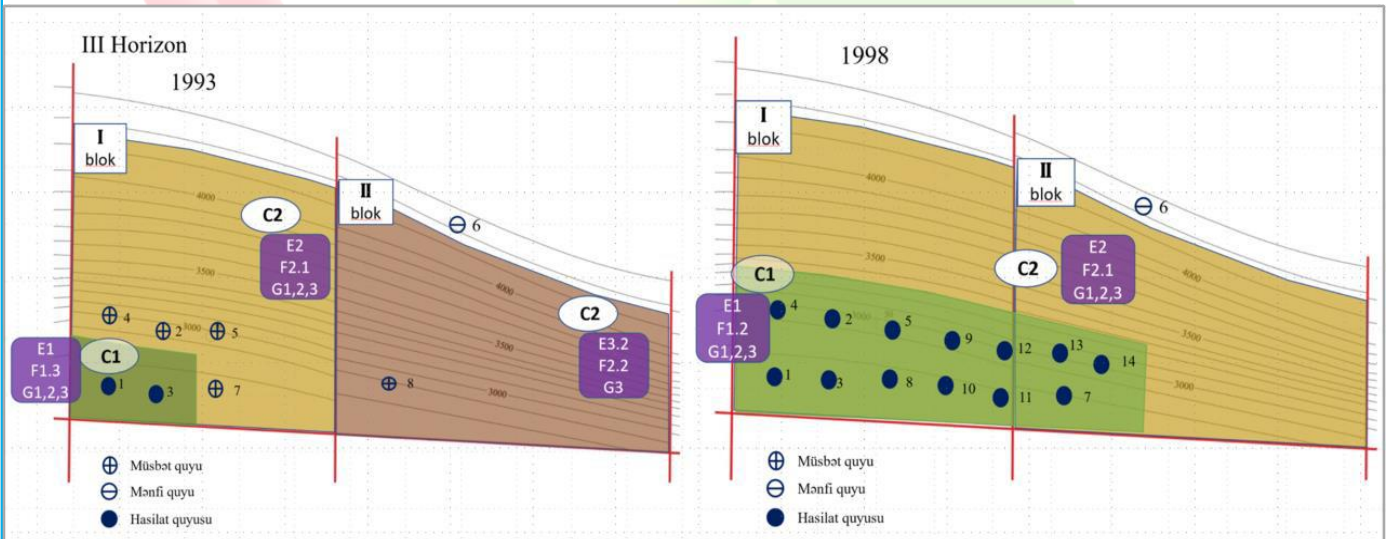 III Horizon
1993
I
blok
4000
C2
E2
F2.1
G1,2,3
II
blok
6
4000
3500
C2
E3.2
F2.2
G3
3500
3000
4
2
3000
5
C1
E1
F1.3
G1,2,3
1
3
7
8
3000
Müsbət quyu
Mənfi quyu
Hasilat quyusu
1998
I
blok
4000
II
blok
6
C2
E2
F2.1
G1,2,3
4000
3500
C1
E1
F1.2
G1,2,3
4
2
3000
5
9
12
13
14
3500
1
3
8
10
11
7
3000
Müsbət quyu
Mənfi quyu
Hasilat quyusu